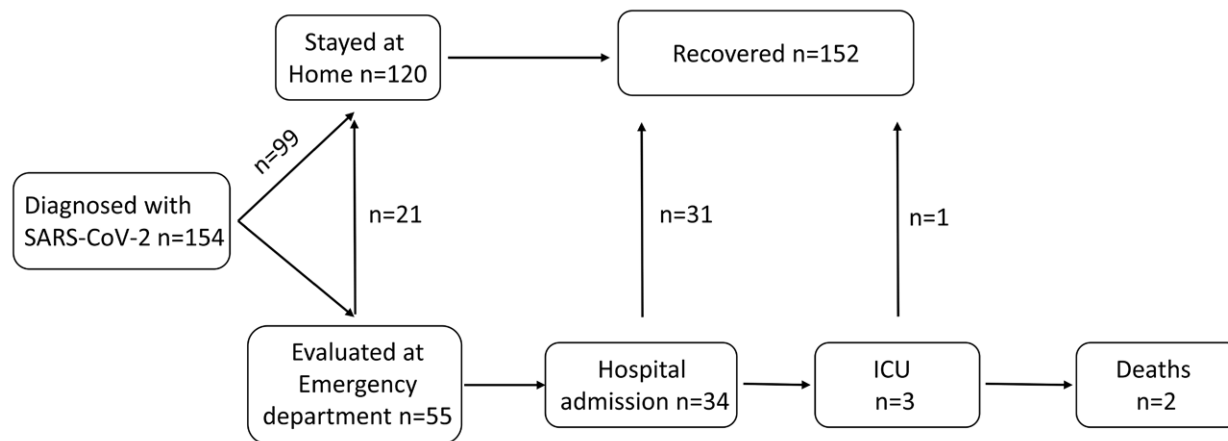 Stayed at
Home n=120
Recovered n=152
n=99
Diagnosed with
SARS-CoV-2 n=154
n=21
n=31
n=1
Evaluated at
Emergency
department n=55
Hospital
admission n=34
ICU
n=3
Deaths
n=2